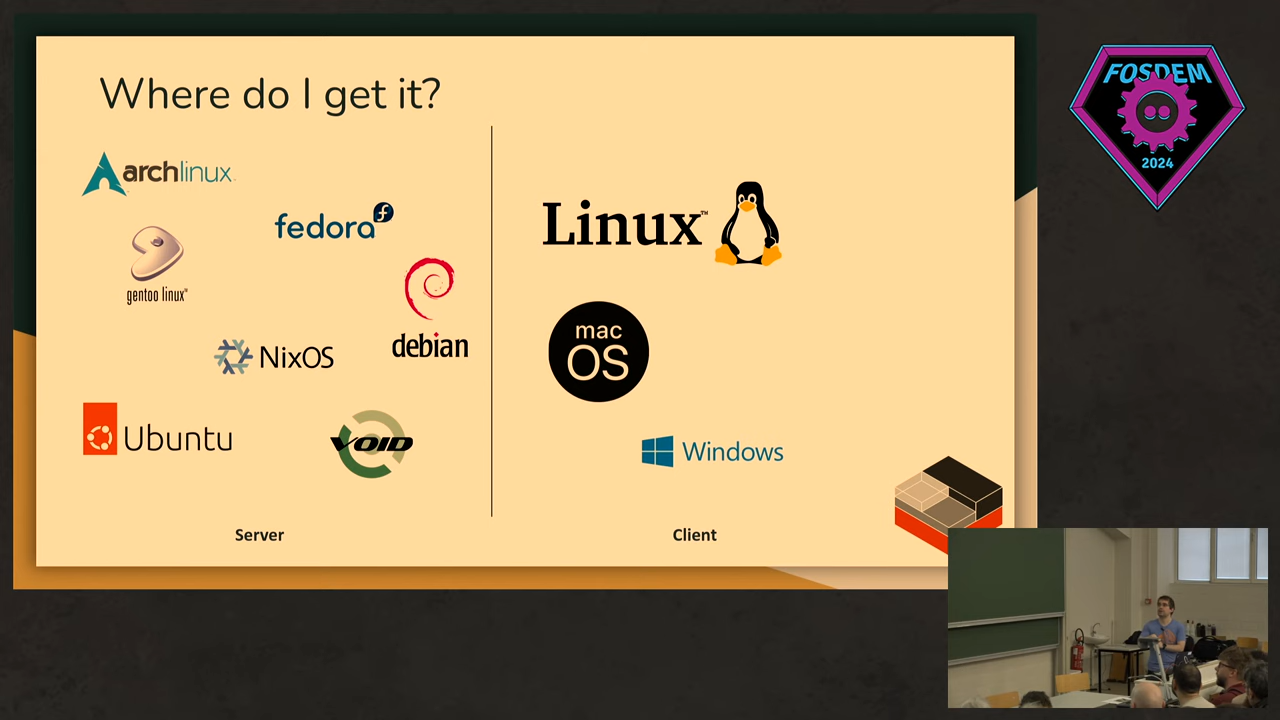 Where do I get it?
archlinux
fedora
gentoo linux
debian
NixOS
Ubuntu
VOID
Server
Linux™
mac
OS
Windows
Client
FOSDEM
2024